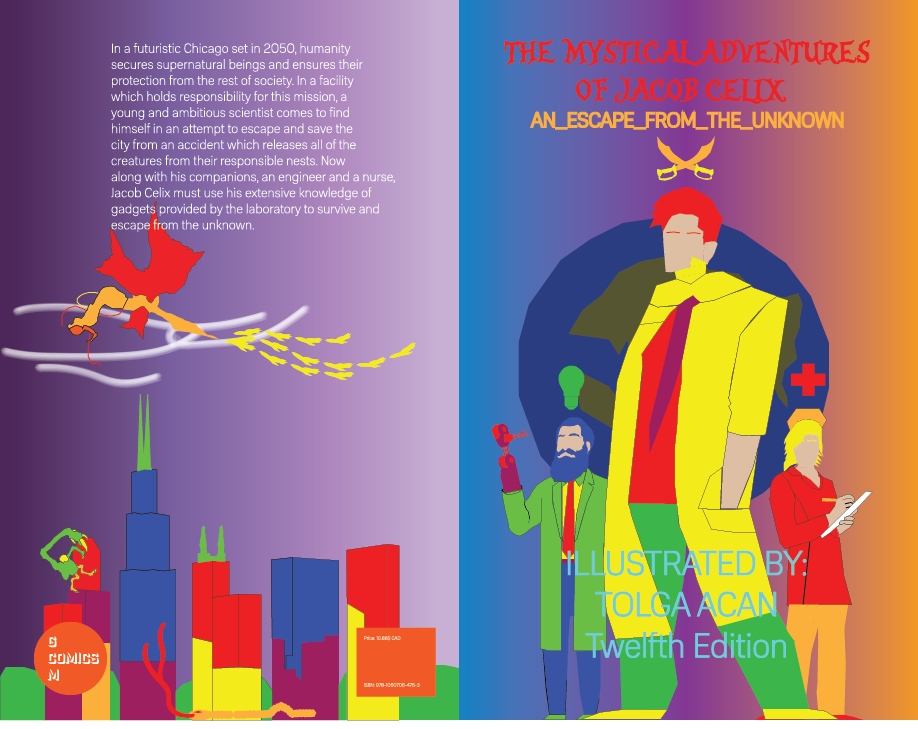 In a futuristic Chicago set in 2050, humanity
secures supernatural beings and ensures their
protection from the rest of society. In a facility
which holds responsibility for this mission, a
young and ambitious scientist comes to find
himself in an attempt to escape and save the
city from an accident which releases all of the
creatures from their responsible nests. Now
along with his companions, an engineer and a nurse,
Jacob Celix must use his extensive knowledge of
gadgets provided by the laboratory to survive and
escape from the unknown.
G
COMICS
M
Price: 10.88$ CAD
THE MYSTICAL ADVENTURES
OF JACOB CELIX
AN_ESCAPE_FROM_THE_UNKNOWN
ILLUSTRATED BY:
TOLGA ACAN
Twelfth Edition